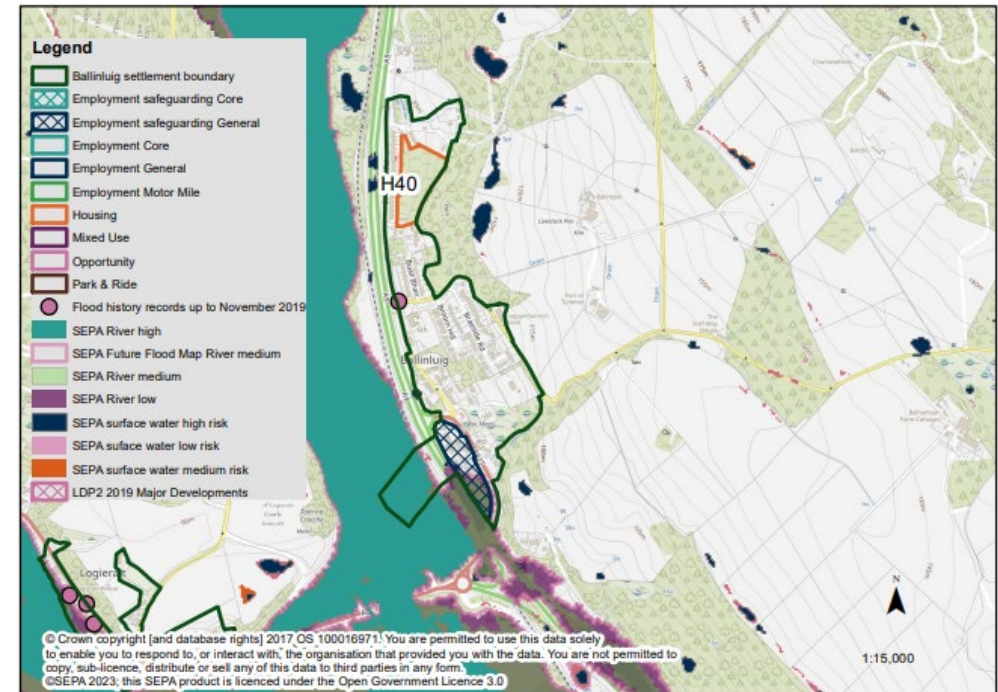 Legend
Ballinluig settlement boundary
Employment safeguarding Core
Employment safeguarding General
Employment Core
Employment General
Employment Motor Mile
Housing
Mixed Use
Opportunity
Park & Ride
Flood history records up to November 2019
SEPA River high
SEPA Future Flood Map River medium
SEPA River medium
SEPA River low
SEPA surface water high risk
SEPA suface water low risk
SEPA surface water medium risk
LDP2 2019 Major Developments
H40
Ballinluig
Logierait
N
1:15,000
© Crown copyright [and database rights] 2017 OS 100016971. You are permitted to use this data solely
to enable you to respond to, or interact with, the organisation that provided you with the data. You are not permitted to
copy, sub-licence, distribute or sell any of this data to third parties in any form.
©SEPA 2023; this SEPA product is licenced under the Open Government Licence 3.0